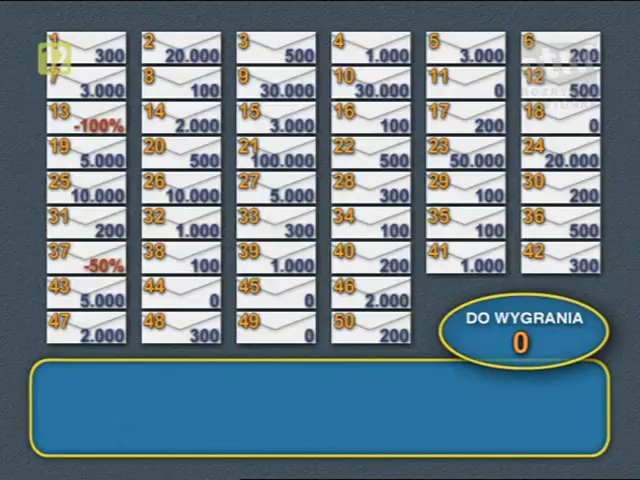 1 300 2 20.000 3 500 4 1.000 5 3.000 6 200
7 3.000 8 100 9 30.000 10 30.000 11 0 12 500
13 -100% 14 2.000 15 3.000 16 100 17 200 18 0
19 5.000 20 500 21 100.000 22 500 23 50.000 24 20.000
25 10.000 26 10.000 27 5.000 28 300 29 100 30 200
31 200 32 1.000 33 300 34 100 35 100 36 500
37 -50% 38 100 39 1.000 40 200 41 1.000 42 300
43 5.000 44 0 45 0 46 2.000
47 2.000 48 300 49 0 50 200
DO WYGRANIA
0